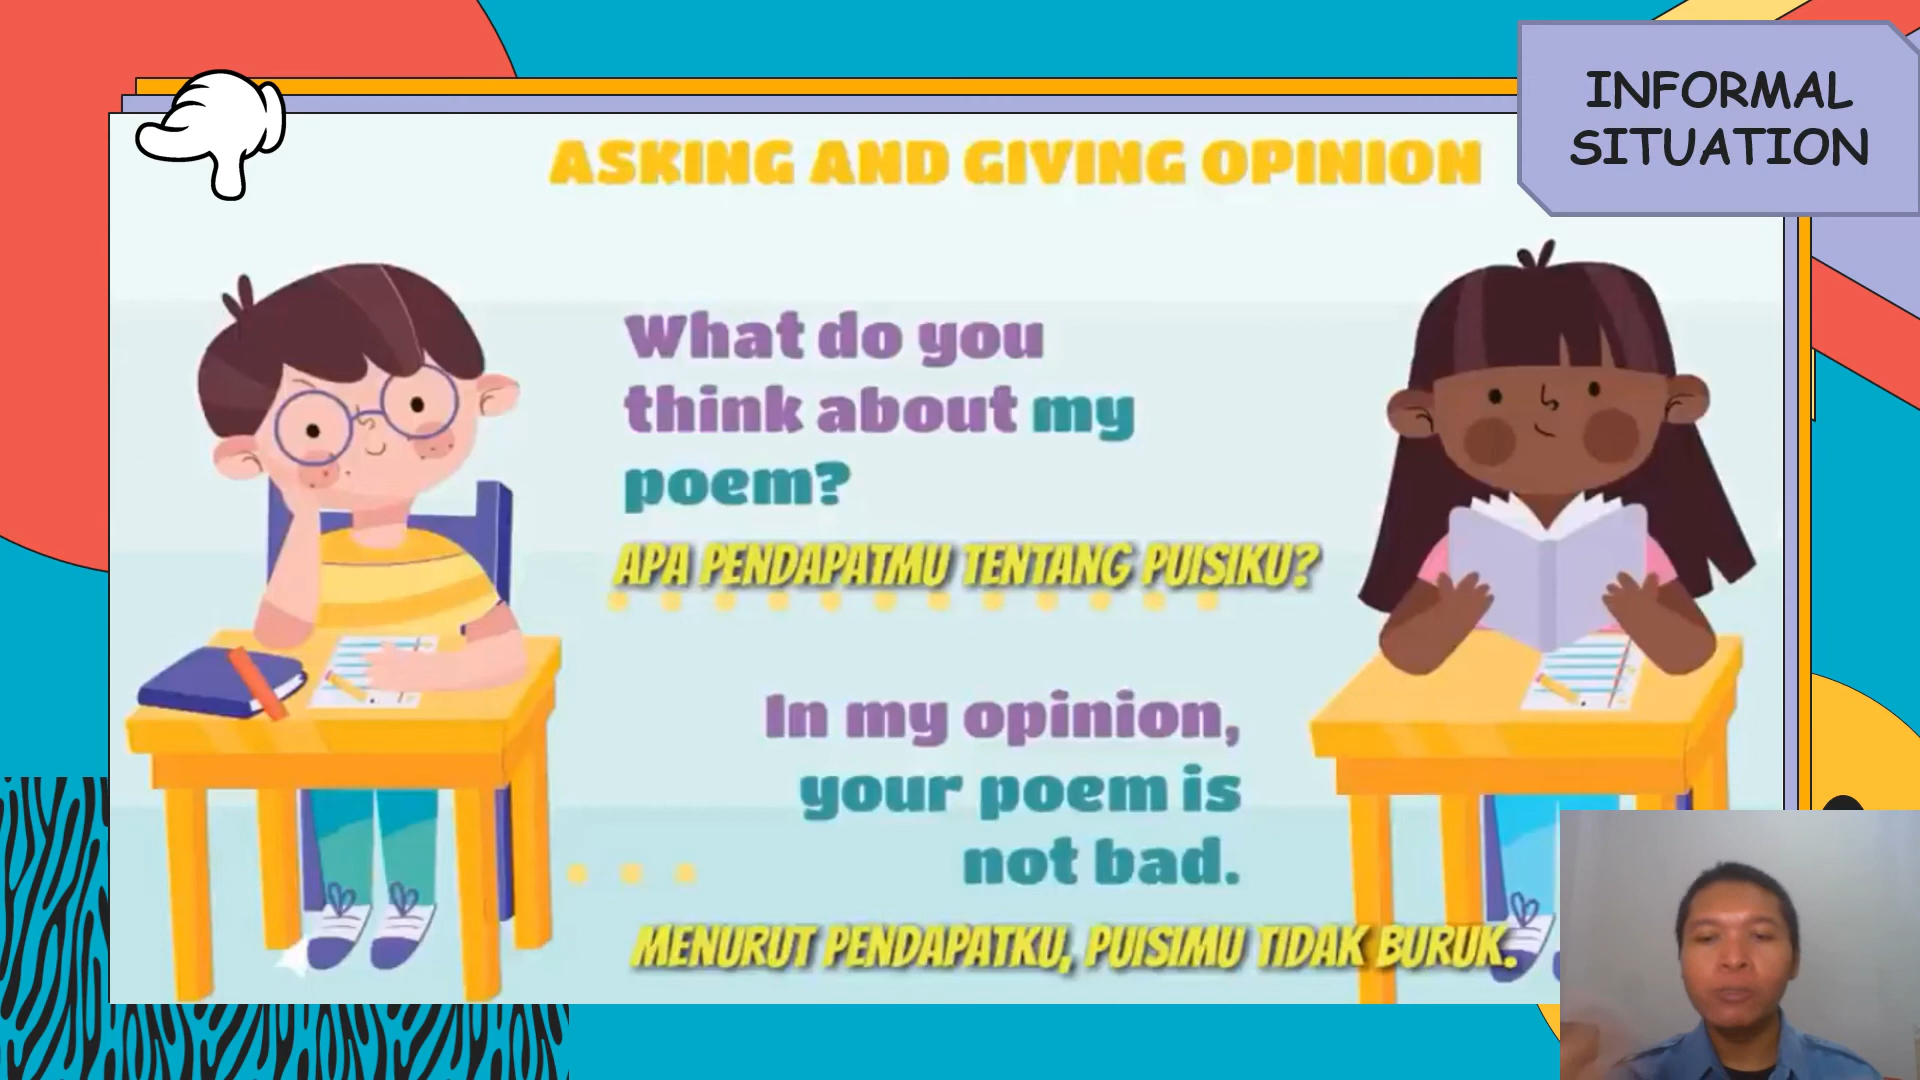 INFORMAL
SITUATION
ASKING AND GIVING OPINION
What do you
think about my
poem?
APA PENDAPATMU TENTANG PUISIKU?
In my opinion,
your poem is
not bad.
MENURUT PENDAPATKU, PUISIMU TIDAK BURUK.